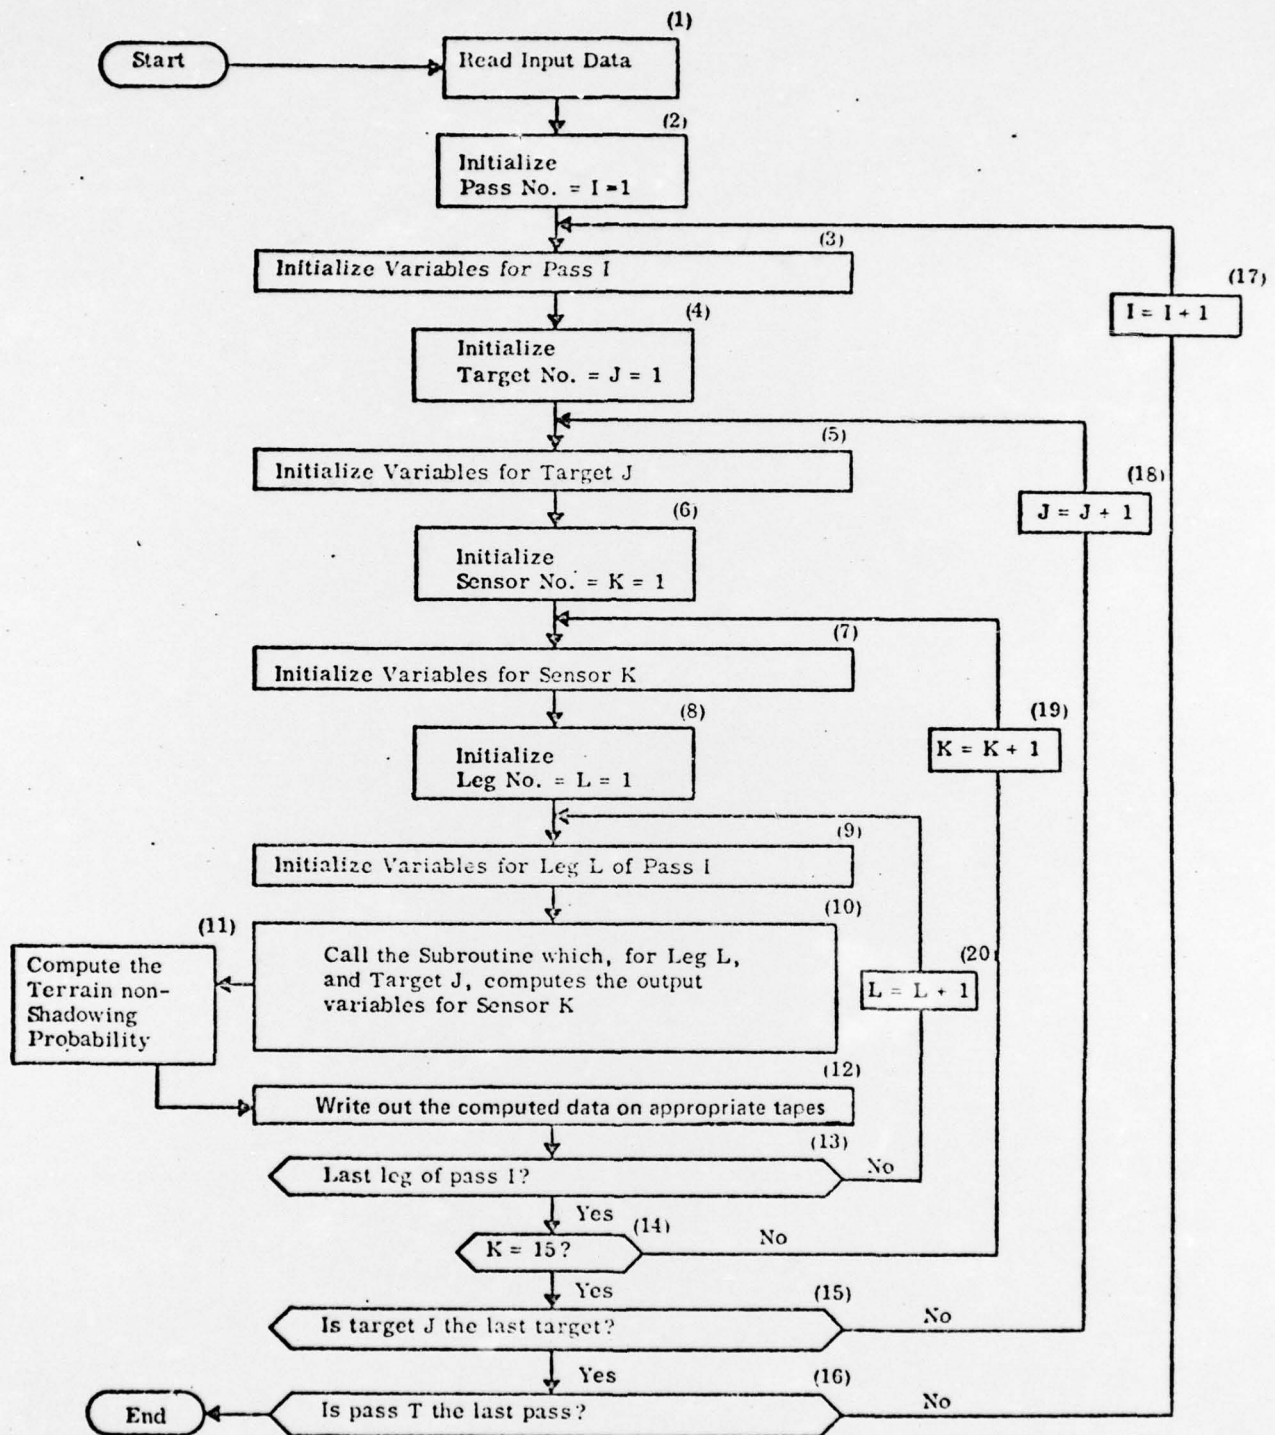 (1)
Start
Read Input Data
(2)
Initialize
Pass No. = I=1
(3)
Initialize Variables for Pass I
(17)
I = I + 1
(4)
Initialize
Target No. = J = 1
(5)
Initialize Variables for Target J
(18)
J = J + 1
(6)
Initialize
Sensor No. = K = 1
(7)
Initialize Variables for Sensor K
(19)
K = K + 1
(8)
Initialize
Leg No. = L = 1
(9)
Initialize Variables for Leg L of Pass I
(10)
Call the Subroutine which, for Leg L,
and Target J, computes the output
variables for Sensor K
(20)
L = L + 1
(11)
Compute the
Terrain non-
Shadowing
Probability
(12)
Write out the computed data on appropriate tapes
(13)
Last leg of pass I?
No
Yes
(14)
K = 15?
No
Yes
(15)
Is target J the last target?
No
Yes
(16)
Is pass T the last pass?
No
End